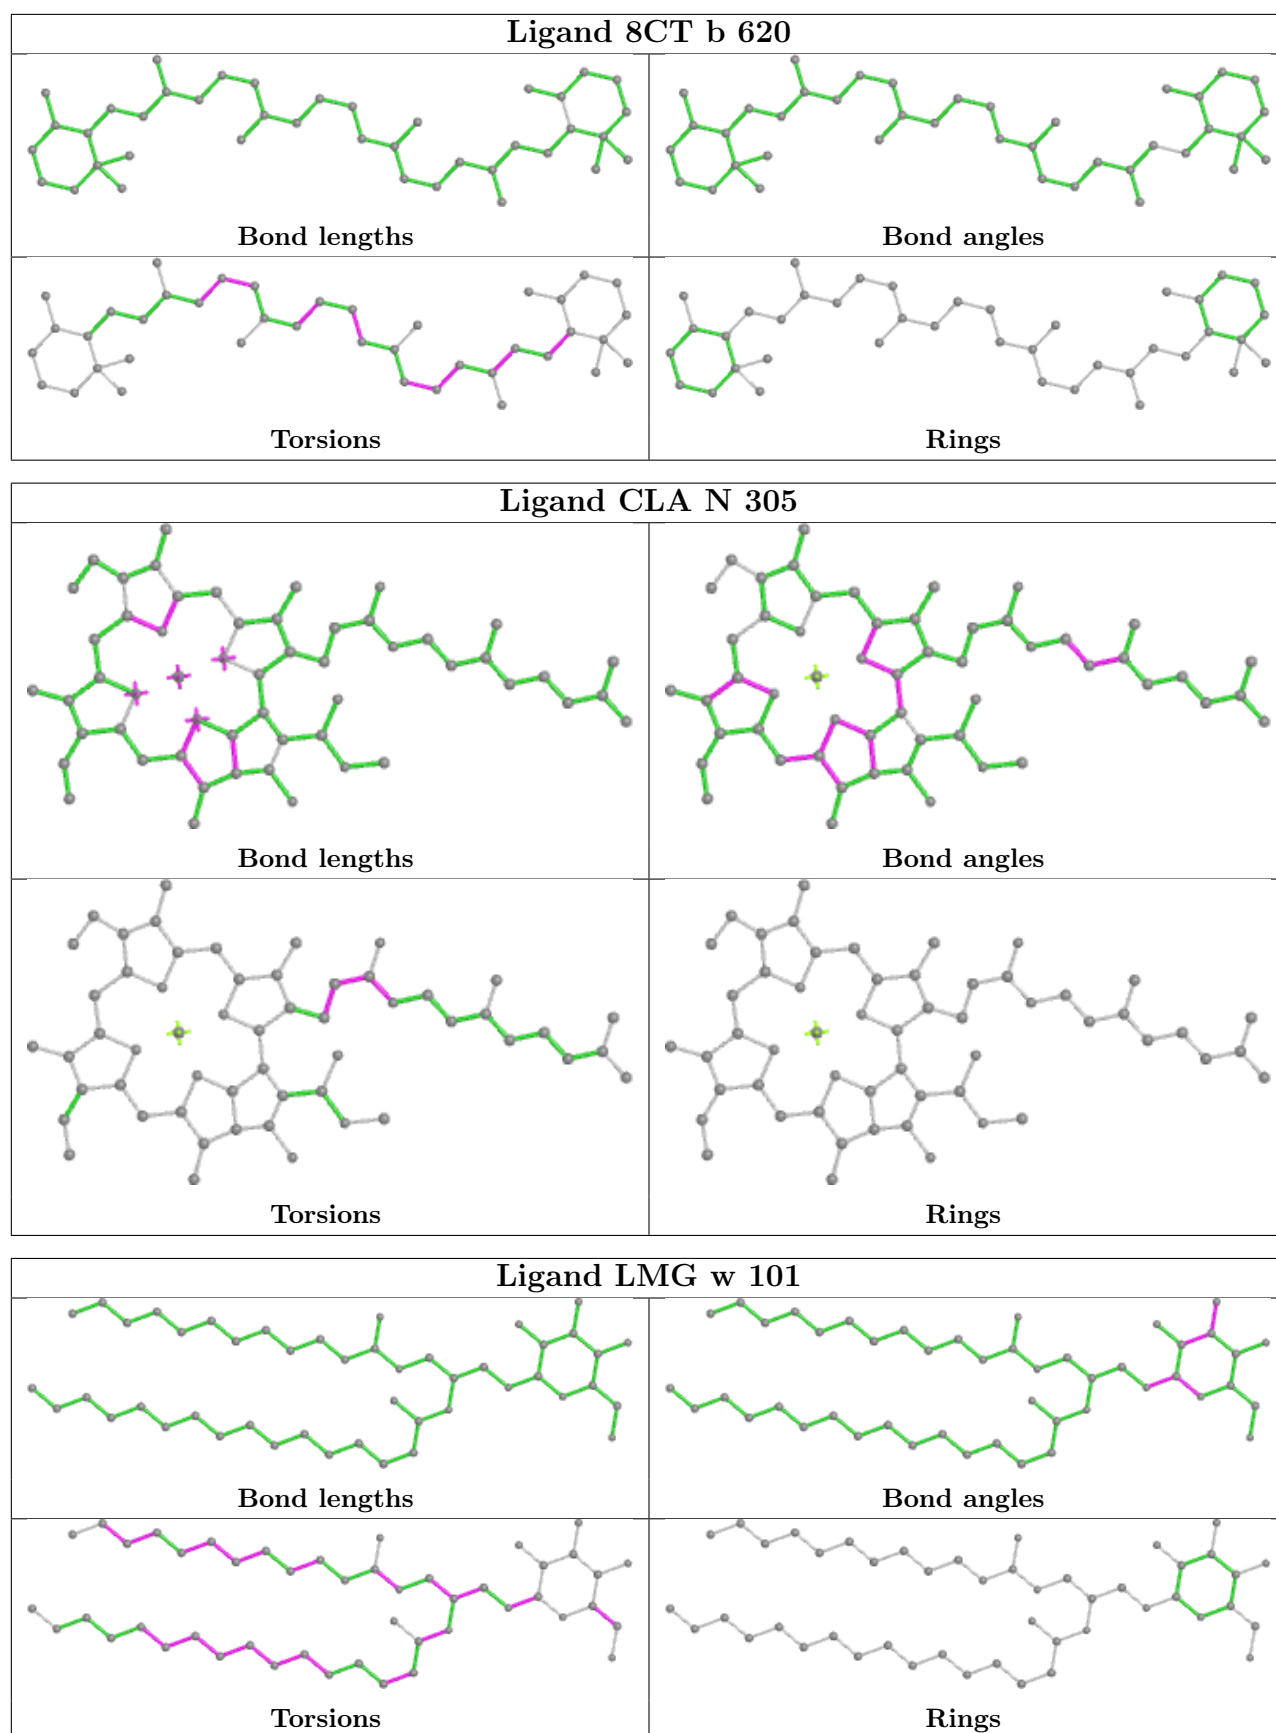 Ligand 8CT b 620
Bond lengths
Bond angles
Torsions
Rings
Ligand CLA N 305
Bond lengths
Bond angles
Torsions
Rings
Ligand LMG w 101
Bond lengths
Bond angles
Torsions
Rings